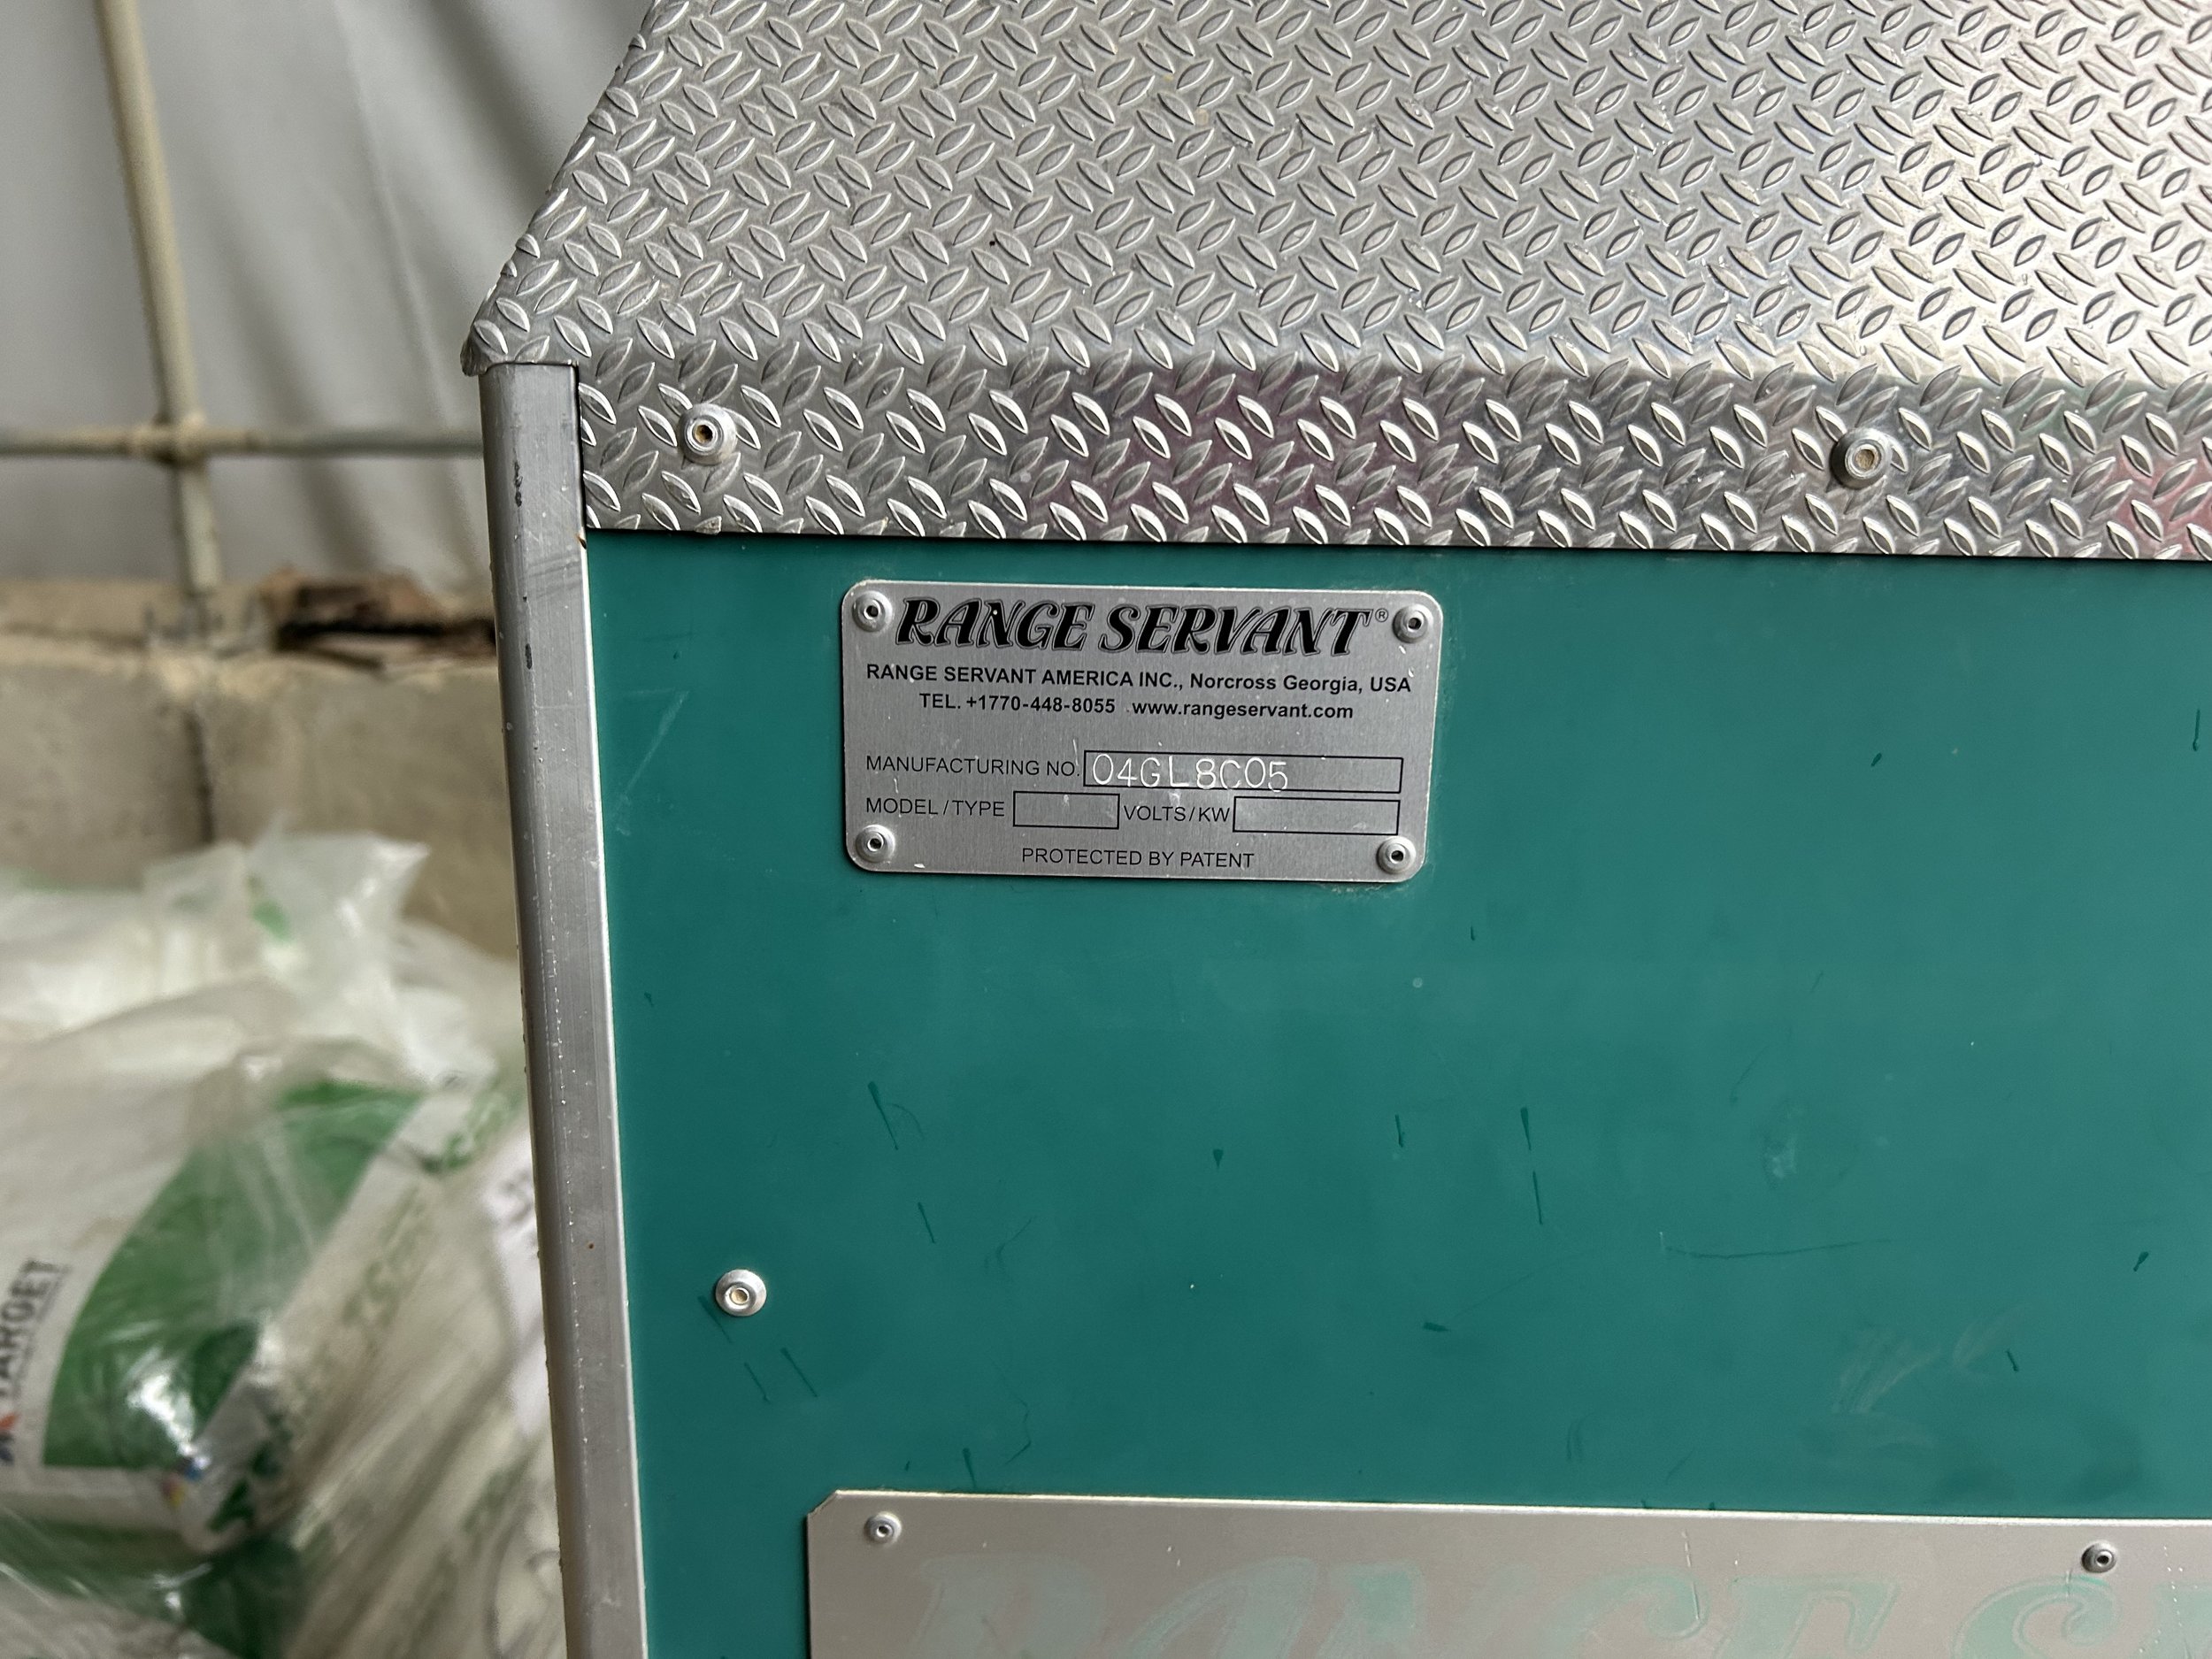 RANGE SERVANT®
RANGE SERVANT AMERICA INC., Norcross Georgia, USA
TEL. +1770-448-8055 www.rangeservant.com
MANUFACTURING NO. 04GL8C05
MODEL/TYPE VOLTS/KW
PROTECTED BY PATENT
TARGET
RANGE